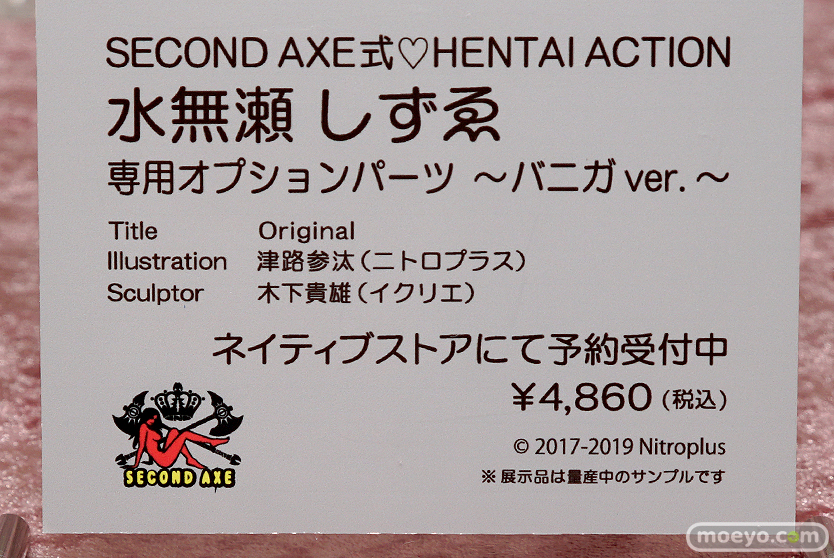 SECOND AXE式♡HENTAI ACTION
水無瀬 しずゑ
専用オプションパーツ ～バニガ ver.～
Title Original
Illustration 津路参汰（ニトロプラス）
Sculptor 木下貴雄（イクリエ）
ネイティブストアにて予約受付中
¥4,860（税込）
© 2017-2019 Nitroplus
※展示品は量産中のサンプルです
SECOND AXE
moeyo.com